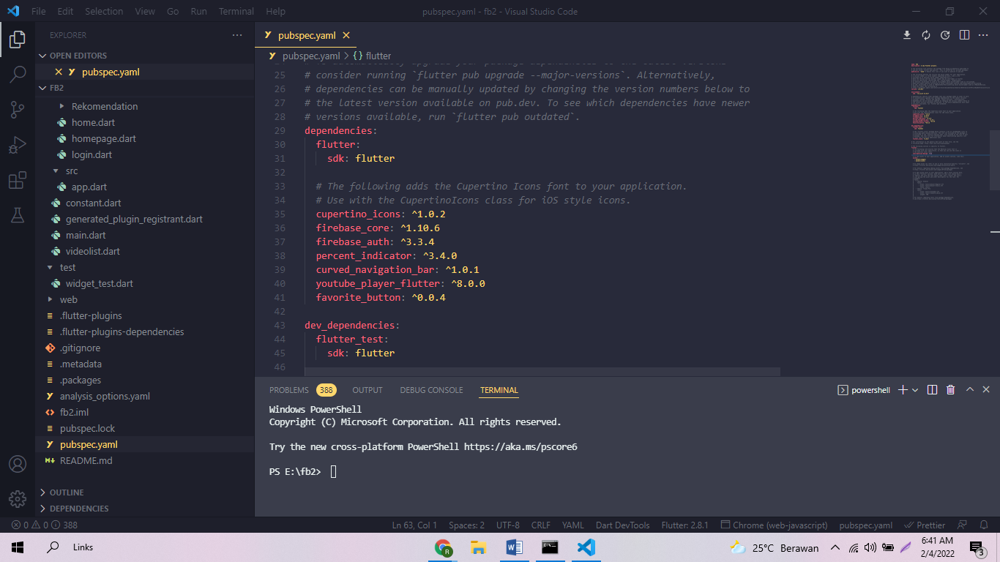 File Edit Selection View Go Run Terminal Help pubspec.yaml - fb2 - Visual Studio Code
EXPLORER
OPEN EDITORS
pubspec.yaml
FB2
Rekomendation
home.dart
homepage.dart
login.dart
src
app.dart
constant.dart
generated_plugin_registrant.dart
main.dart
videolist.dart
test
widget_test.dart
web
.flutter-plugins
.flutter-plugins-dependencies
.gitignore
.metadata
.packages
analysis_options.yaml
fb2.iml
pubspec.lock
pubspec.yaml
README.md
OUTLINE
DEPENDENCIES
pubspec.yaml
pubspec.yaml > {} flutter
25 # consider running `flutter pub upgrade --major-versions`. Alternatively,
26 # dependencies can be manually updated by changing the version numbers below to
27 # the latest version available on pub.dev. To see which dependencies have newer
28 # versions available, run `flutter pub outdated`.
29 dependencies:
30 flutter:
31 sdk: flutter
32
33 # The following adds the Cupertino Icons font to your application.
34 # Use with the CupertinoIcons class for iOS style icons.
35 cupertino_icons: ^1.0.2
36 firebase_core: ^1.10.6
37 firebase_auth: ^3.3.4
38 percent_indicator: ^3.4.0
39 curved_navigation_bar: ^1.0.1
40 youtube_player_flutter: ^8.0.0
41 favorite_button: ^0.0.4
42
43 dev_dependencies:
44 flutter_test:
45 sdk: flutter
46
PROBLEMS 388 OUTPUT DEBUG CONSOLE TERMINAL powershell
Windows PowerShell
Copyright (C) Microsoft Corporation. All rights reserved.
Try the new cross-platform PowerShell https://aka.ms/pscore6
PS E:\fb2>
0 0 388 Ln 63, Col 1 Spaces: 2 UTF-8 CRLF YAML Dart DevTools Flutter: 2.8.1 Chrome (web-javascript) pubspec.yaml Prettier
Links
R
25°C Berawan
6:41 AM
2/4/2022
3